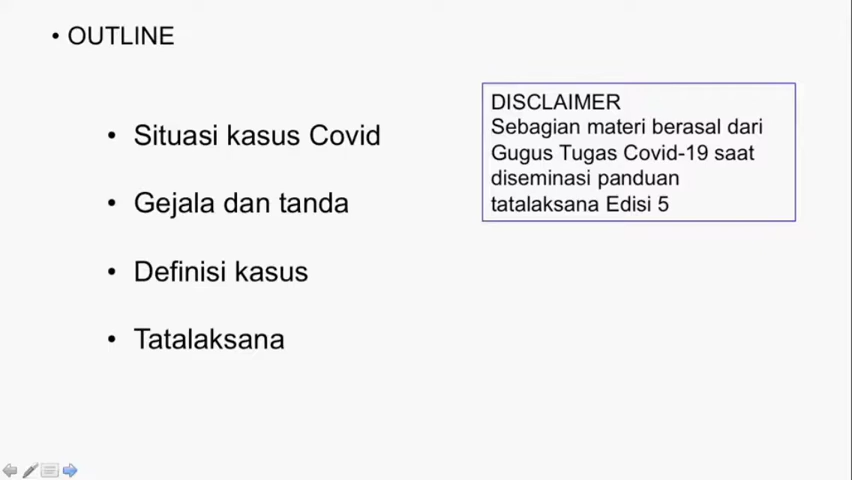 • OUTLINE
• Situasi kasus Covid
• Gejala dan tanda
• Definisi kasus
• Tatalaksana
DISCLAIMER
Sebagian materi berasal dari
Gugus Tugas Covid-19 saat
diseminasi panduan
tatalaksana Edisi 5